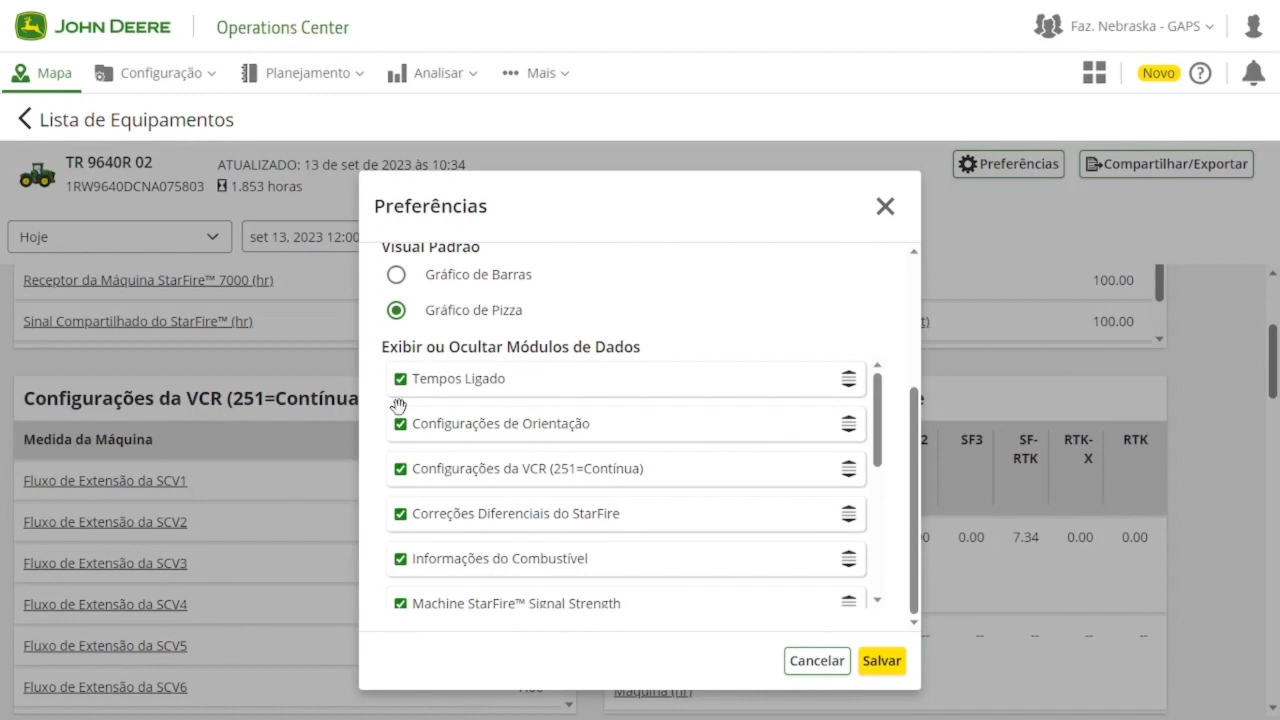 JOHN DEERE
Operations Center
Faz. Nebraska - GAPS
Mapa
Configuração
Planejamento
Analisar
Mais
Novo
Lista de Equipamentos
TR 9640R 02
1RW9640DCNA075803
ATUALIZADO: 13 de set de 2023 às 10:34
1.853 horas
Preferências
Compartilhar/Exportar
Hoje
set 13, 2023 12:00
Receptor da Máquina StarFire™ 7000 (hr)
100.00
Sinal Compartilhado do StarFire™ (hr)
100.00
Configurações da VCR (251=Contínua
Medida da Máquina
SF3
SF-RTK
RTK-X
RTK
Fluxo de Extensão da SCV1
0.00
7.34
0.00
0.00
Fluxo de Extensão da SCV2
Fluxo de Extensão da SCV3
Fluxo de Extensão da SCV4
Fluxo de Extensão da SCV5
-- -- -- -- --
Fluxo de Extensão da SCV6
Máquina (hr)
Preferências
Visual Padrão
Gráfico de Barras
Gráfico de Pizza
Exibir ou Ocultar Módulos de Dados
Tempos Ligado
Configurações de Orientação
Configurações da VCR (251=Contínua)
Correções Diferenciais do StarFire
Informações do Combustível
Machine StarFire™ Signal Strength
Cancelar
Salvar